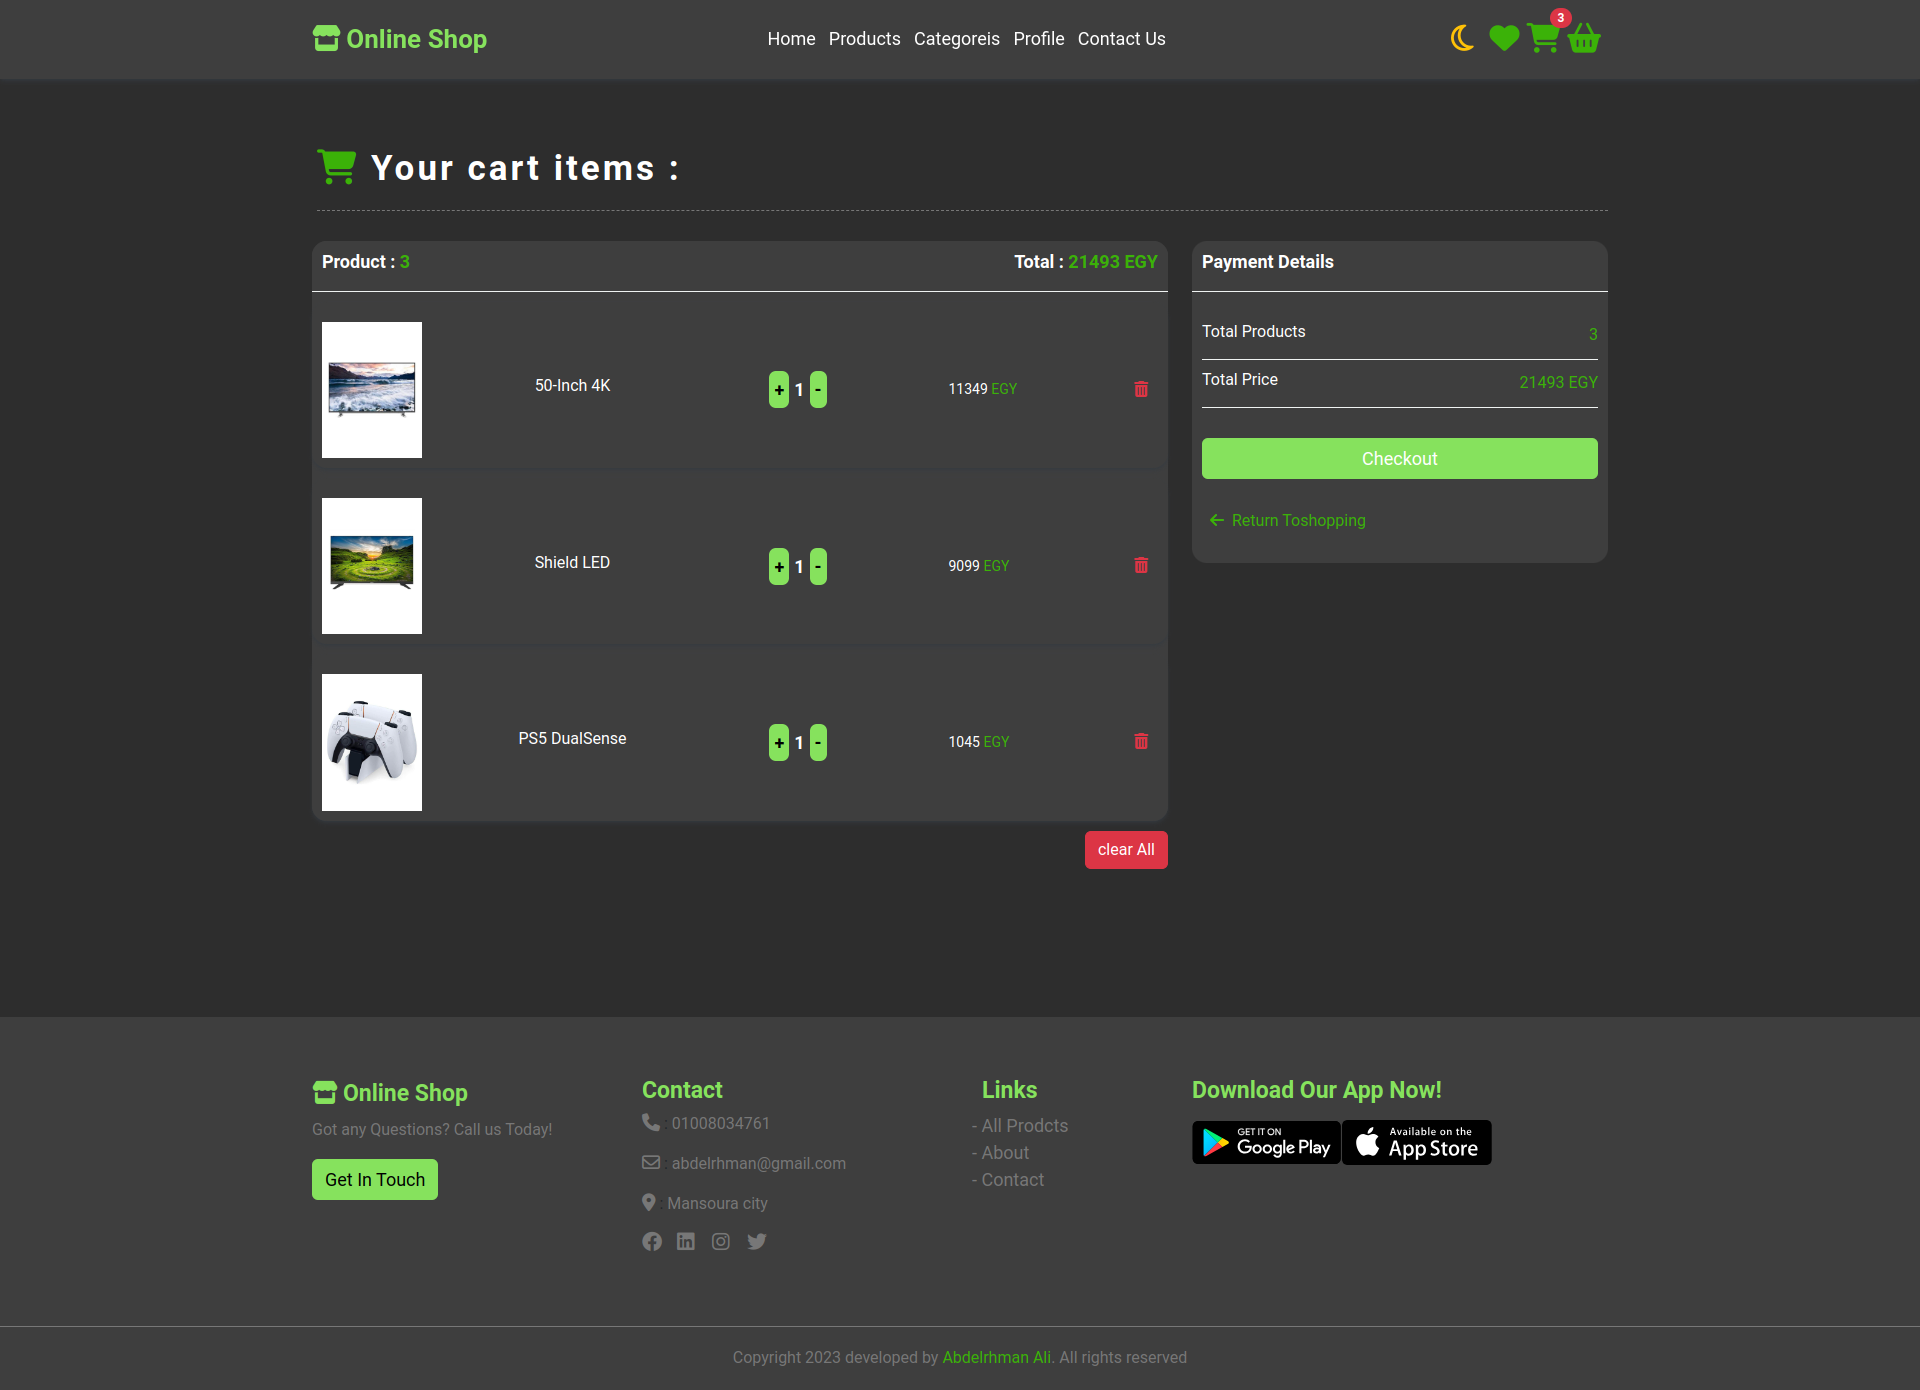 Online Shop
Home Products Categoreis Profile Contact Us
3
Your cart items :
Product : 3
Total : 21493 EGY
50-Inch 4K
+ 1 -
11349 EGY
Shield LED
+ 1 -
9099 EGY
PS5 DualSense
+ 1 -
1045 EGY
clear All
Payment Details
Total Products
3
Total Price
21493 EGY
Checkout
Return Toshopping
Online Shop
Got any Questions? Call us Today!
Get In Touch
Contact
: 01008034761
: abdelrhman@gmail.com
: Mansoura city
Links
- All Prodcts
- About
- Contact
Download Our App Now!
GET IT ON
Google Play
Available on the
App Store
Copyright 2023 developed by Abdelrhman Ali. All rights reserved